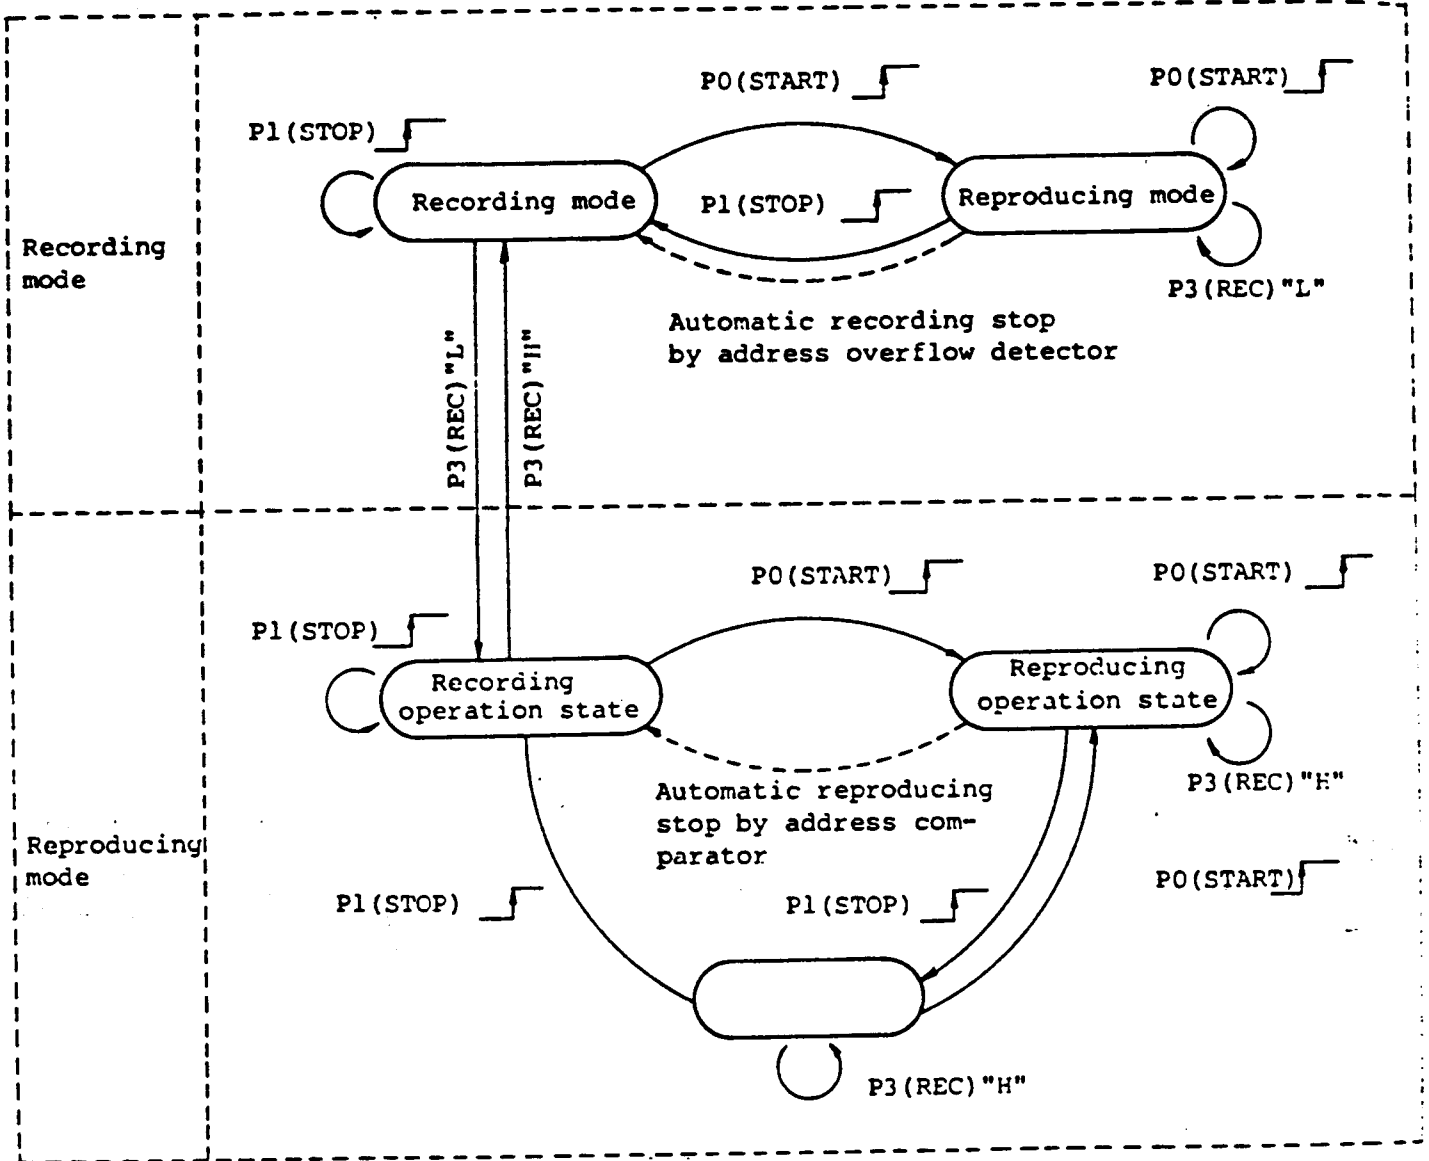 P0(START)
P0(START)
P1(STOP)
Recording mode
P1(STOP)
Reproducing mode
Recording
mode
P3(REC)"L"
Automatic recording stop
by address overflow detector
P3(REC)"L"
P3(REC)"H"
P0(START)
P0(START)
P1(STOP)
Recording
operation state
Reproducing
operation state
Automatic reproducing
stop by address com-
parator
P3(REC)"H"
Reproducing
mode
P1(STOP)
P1(STOP)
P0(START)
P3(REC)"H"